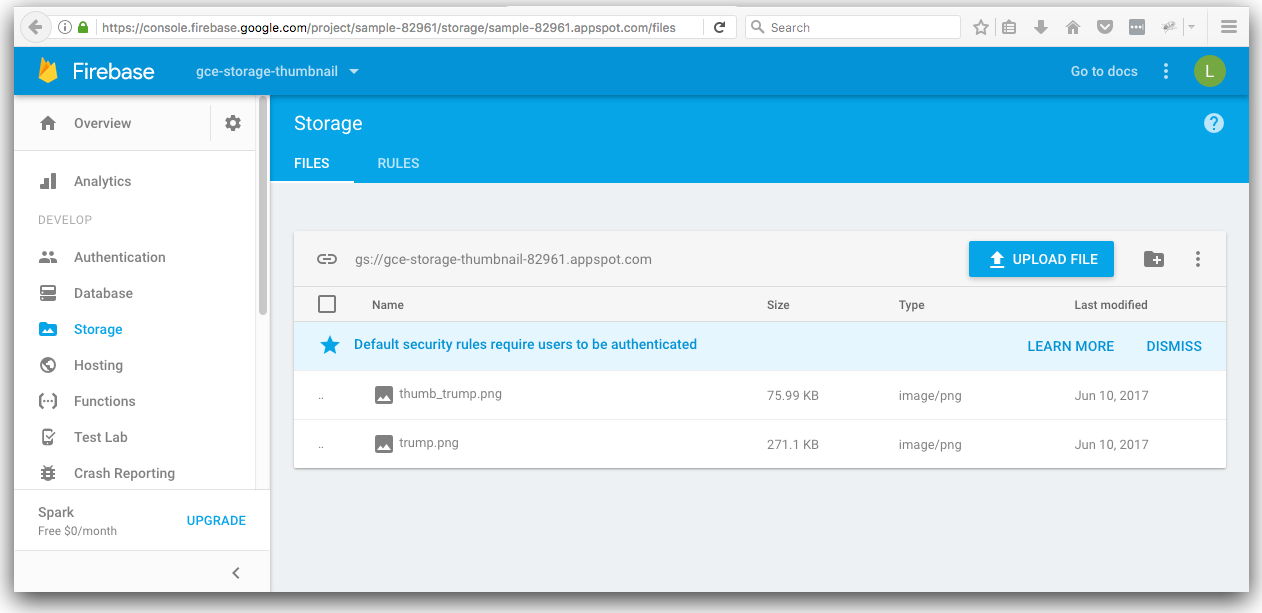 https://console.firebase.google.com/project/sample-82961/storage/sample-82961.appspot.com/files
Search
Firebase
gce-storage-thumbnail
Go to docs
L
Overview
Analytics
DEVELOP
Authentication
Database
Storage
Hosting
Functions
Test Lab
Crash Reporting
Spark
Free $0/month
UPGRADE
Storage
FILES RULES
gs://gce-storage-thumbnail-82961.appspot.com
UPLOAD FILE
Name Size Type Last modified
Default security rules require users to be authenticated
LEARN MORE DISMISS
.. thumb_trump.png 75.99 KB image/png Jun 10, 2017
.. trump.png 271.1 KB image/png Jun 10, 2017